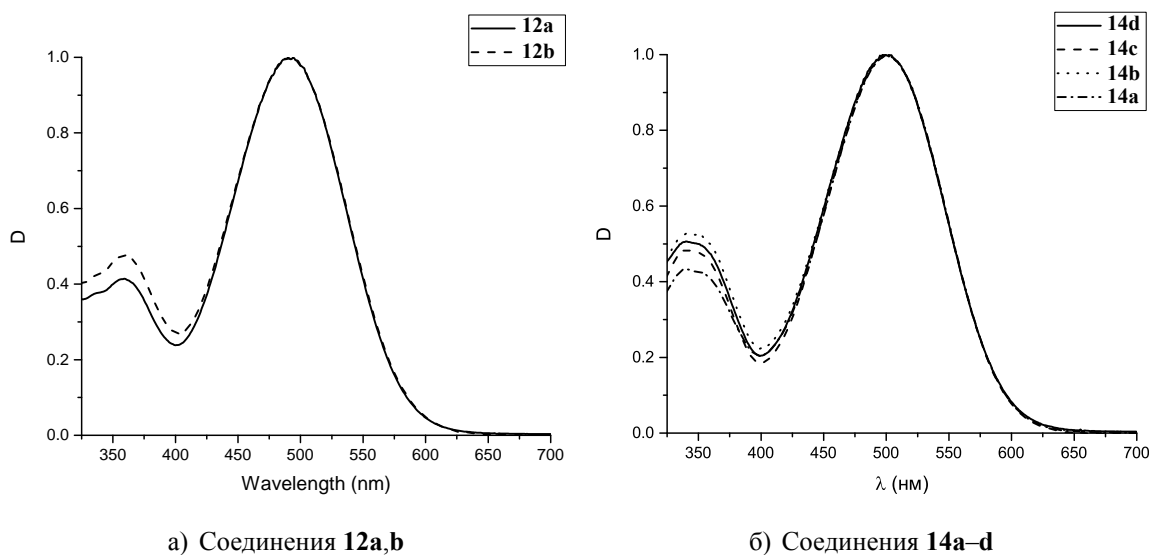 12a
12b
1.0
0.8
0.6
0.4
0.2
0.0
D
350 400 450 500 550 600 650 700
Wavelength (nm)
а) Соединения 12a,b
14d
14c
14b
14a
1.0
0.8
0.6
0.4
0.2
0.0
D
350 400 450 500 550 600 650 700
λ (нм)
б) Соединения 14a–d